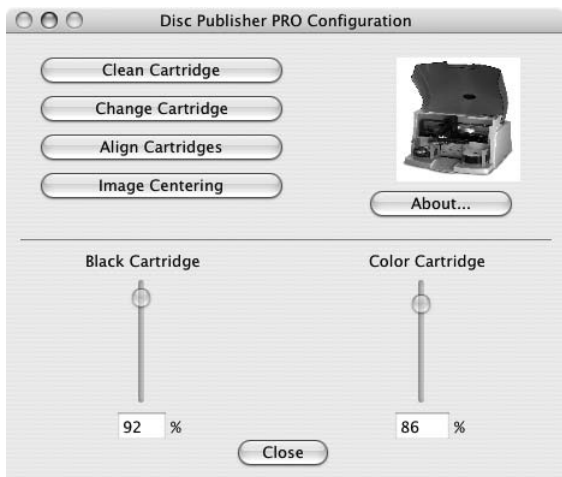 Disc Publisher PRO Configuration
Clean Cartridge
Change Cartridge
Align Cartridges
Image Centering
About...
Black Cartridge
Color Cartridge
92 %
86 %
Close